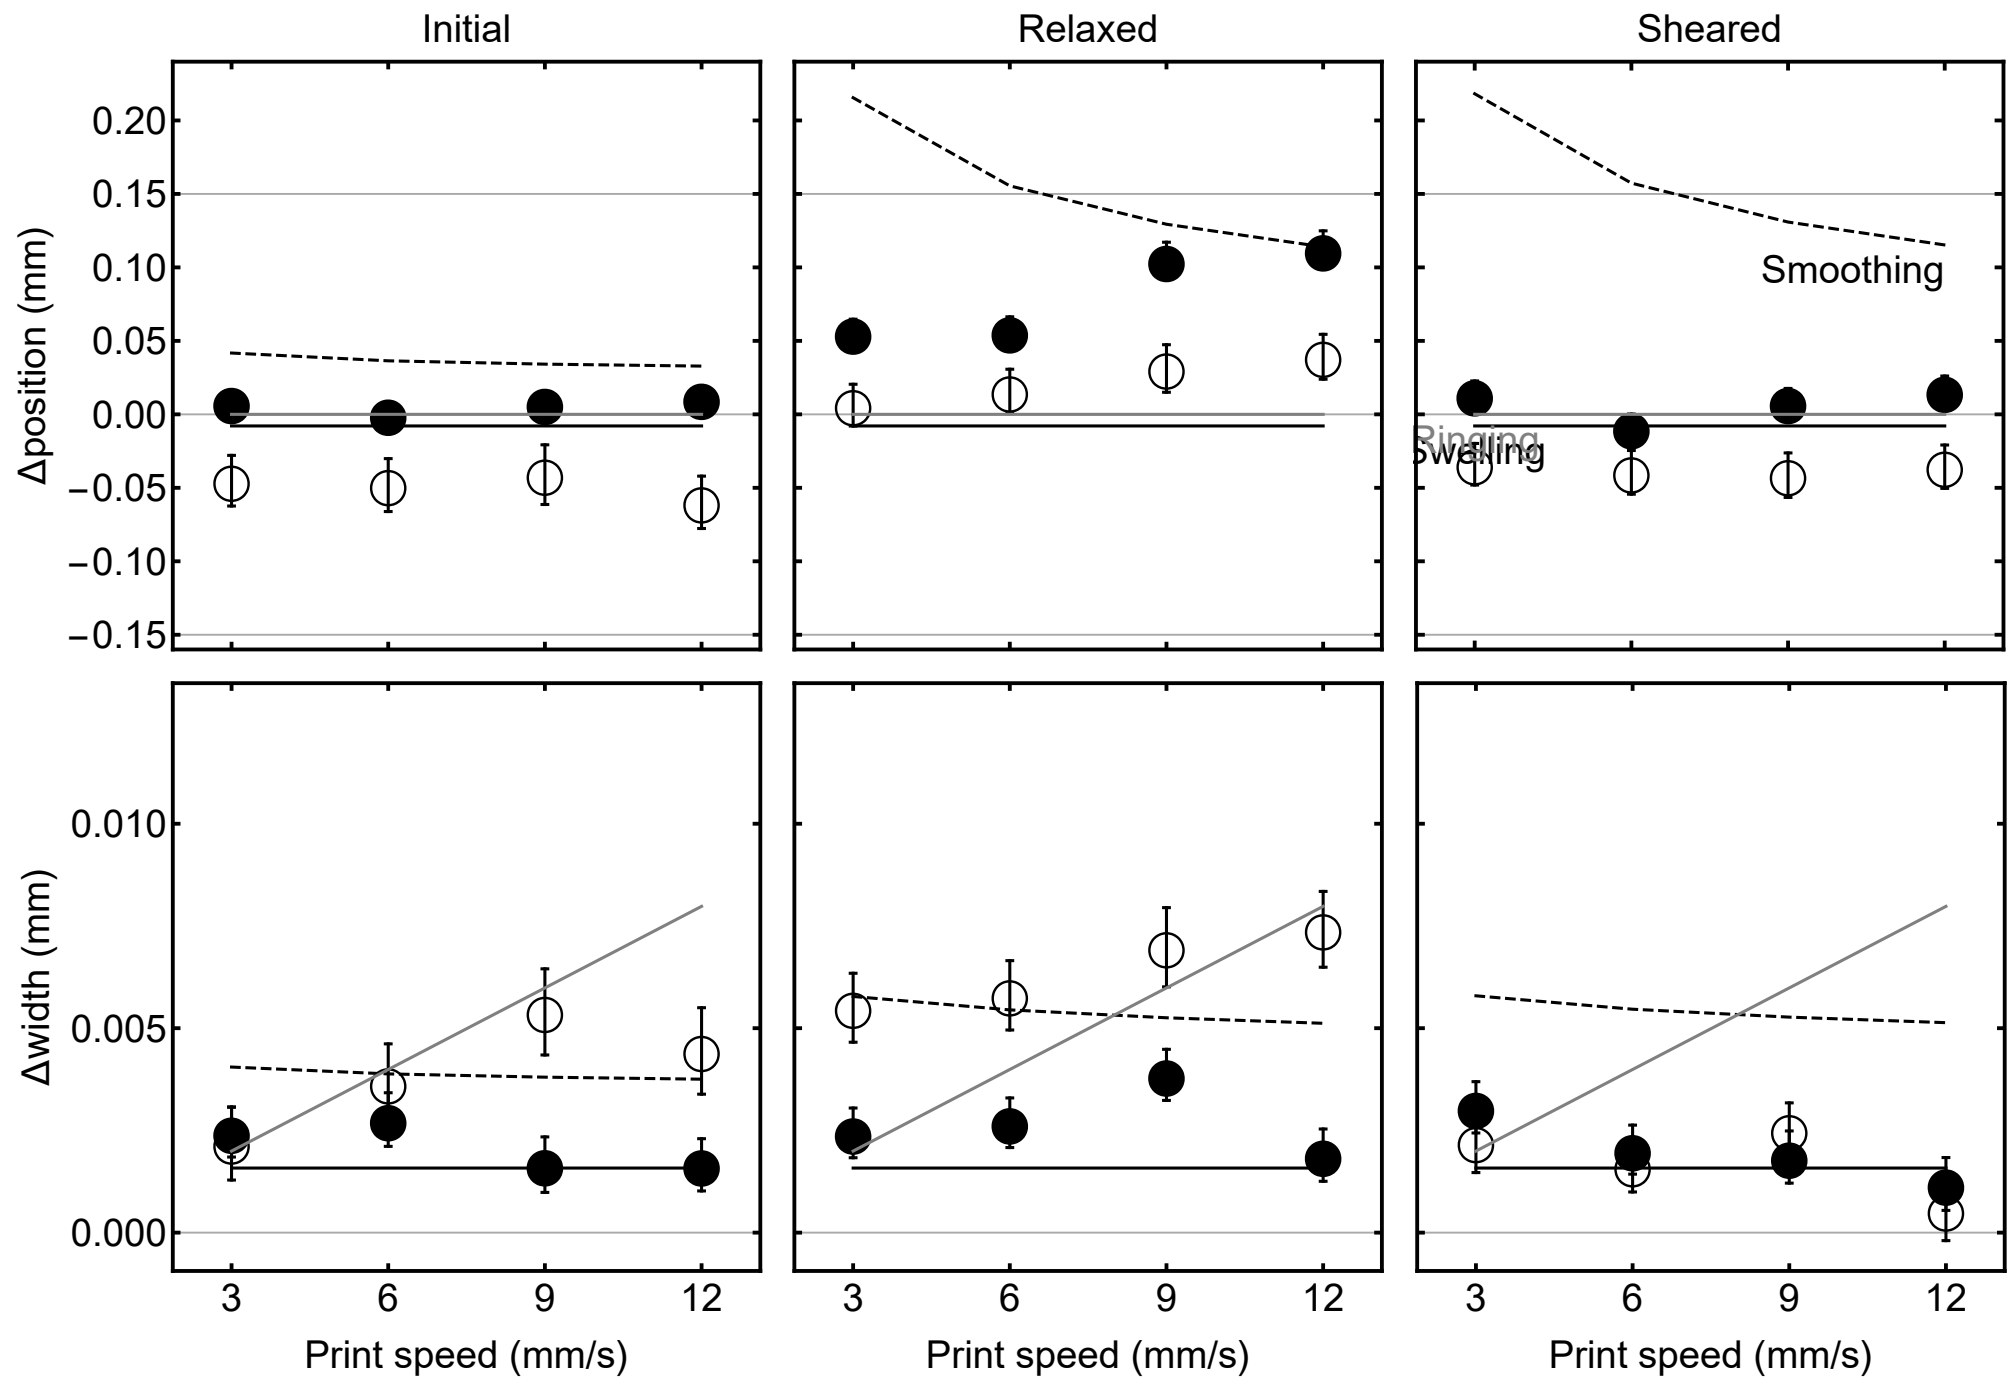 Initial
Relaxed
Sheared
Δposition (mm)
0.20
0.15
0.10
0.05
0.00
−0.05
−0.10
−0.15
Smoothing
Ringing
Swelling
Δwidth (mm)
0.010
0.005
0.000
3 6 9 12
3 6 9 12
3 6 9 12
Print speed (mm/s)
Print speed (mm/s)
Print speed (mm/s)